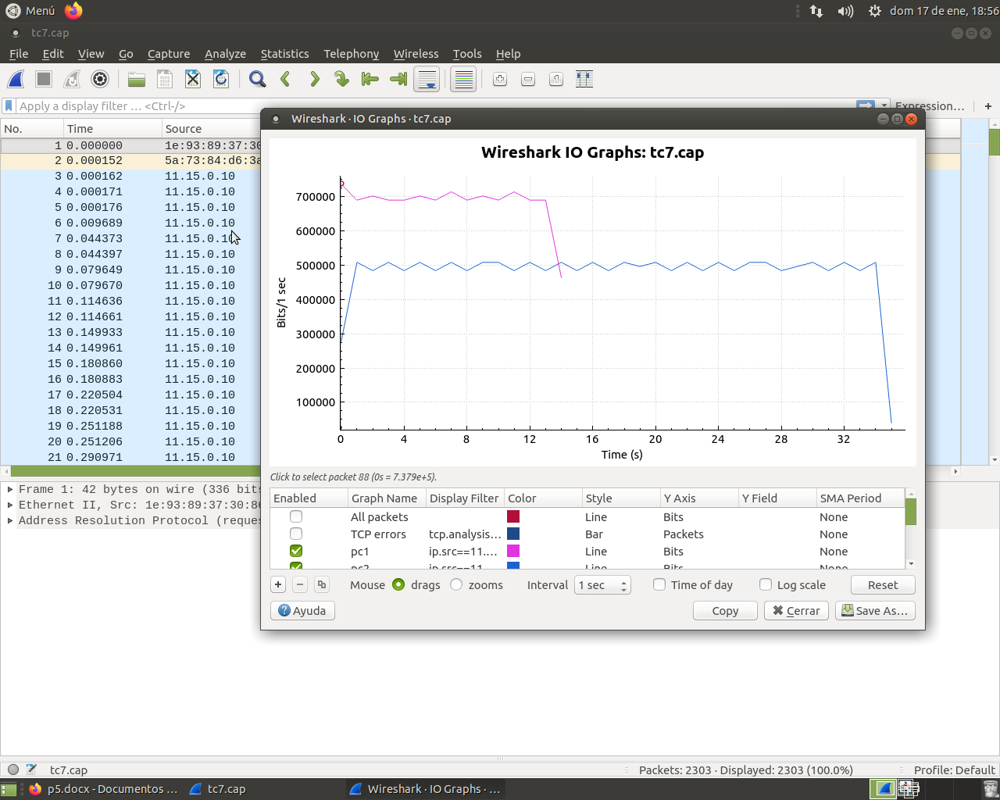 Menú
dom 17 de ene, 18:56
tc7.cap
File Edit View Go Capture Analyze Statistics Telephony Wireless Tools Help
Apply a display filter … <Ctrl-/>
Expression… +
No. Time Source
1 0.000000 1e:93:89:37:30
2 0.000152 5a:73:84:d6:3a
3 0.000162 11.15.0.10
4 0.000171 11.15.0.10
5 0.000176 11.15.0.10
6 0.009689 11.15.0.10
7 0.044373 11.15.0.10
8 0.044397 11.15.0.10
9 0.079649 11.15.0.10
10 0.079670 11.15.0.10
11 0.114636 11.15.0.10
12 0.114661 11.15.0.10
13 0.149933 11.15.0.10
14 0.149961 11.15.0.10
15 0.180860 11.15.0.10
16 0.180883 11.15.0.10
17 0.220504 11.15.0.10
18 0.220531 11.15.0.10
19 0.251188 11.15.0.10
20 0.251206 11.15.0.10
21 0.290971 11.15.0.10
Frame 1: 42 bytes on wire (336 bits
Ethernet II, Src: 1e:93:89:37:30:86
Address Resolution Protocol (reques
Wireshark · IO Graphs · tc7.cap
Wireshark IO Graphs: tc7.cap
700000
600000
500000
400000
300000
200000
100000
Bits/1 sec
0 4 8 12 16 20 24 28 32
Time (s)
Click to select packet 88 (0s = 7.379e+5).
Enabled Graph Name Display Filter Color Style Y Axis Y Field SMA Period
All packets Line Bits None
TCP errors tcp.analysis… Bar Packets None
pc1 ip.src==11.… Line Bits None
pc2 ip.src==11 Line Bits None
+ − Mouse drags zooms Interval 1 sec Time of day Log scale Reset
Ayuda Copy Cerrar Save As…
tc7.cap
Packets: 2303 · Displayed: 2303 (100.0%)
Profile: Default
p5.docx - Documentos …
tc7.cap
Wireshark · IO Graphs · …